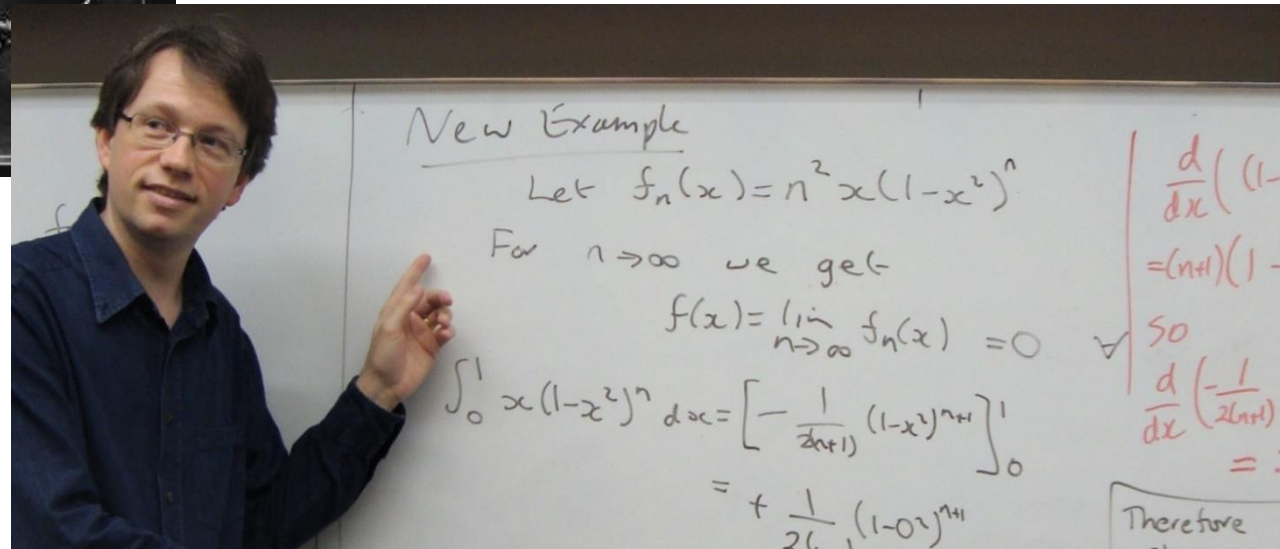 New Example
Let fₙ(x) = n²x(1-x²)ⁿ
For n→∞ we get
f(x) = lim n→∞ fₙ(x) = 0 ∀
∫₀¹ x(1-x²)ⁿ dx = [-1/2(n+1) (1-x²)ⁿ⁺¹]₀¹
= + 1/2( (1-0²)ⁿ⁺¹
d/dx( (1-
=(n+1)(1-
so
d/dx (-1/2(n+1)
=
Therefore